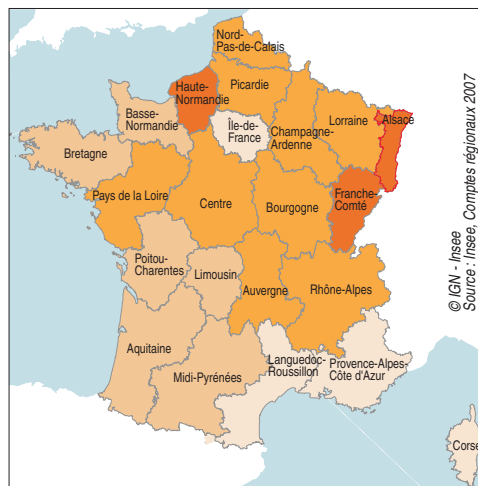 Nord-
Pas-de-Calais
Haute-
Normandie
Picardie
Basse-
Normandie
Île-de-
France
Champagne-
Ardenne
Lorraine
Alsace
Bretagne
Pays de la Loire
Centre
Bourgogne
Franche-
Comté
Poitou-
Charentes
Limousin
Auvergne
Rhône-Alpes
Aquitaine
Midi-Pyrénées
Languedoc-
Roussillon
Provence-Alpes-
Côte d'Azur
Corse
© IGN - Insee
Source : Insee, Comptes régionaux 2007